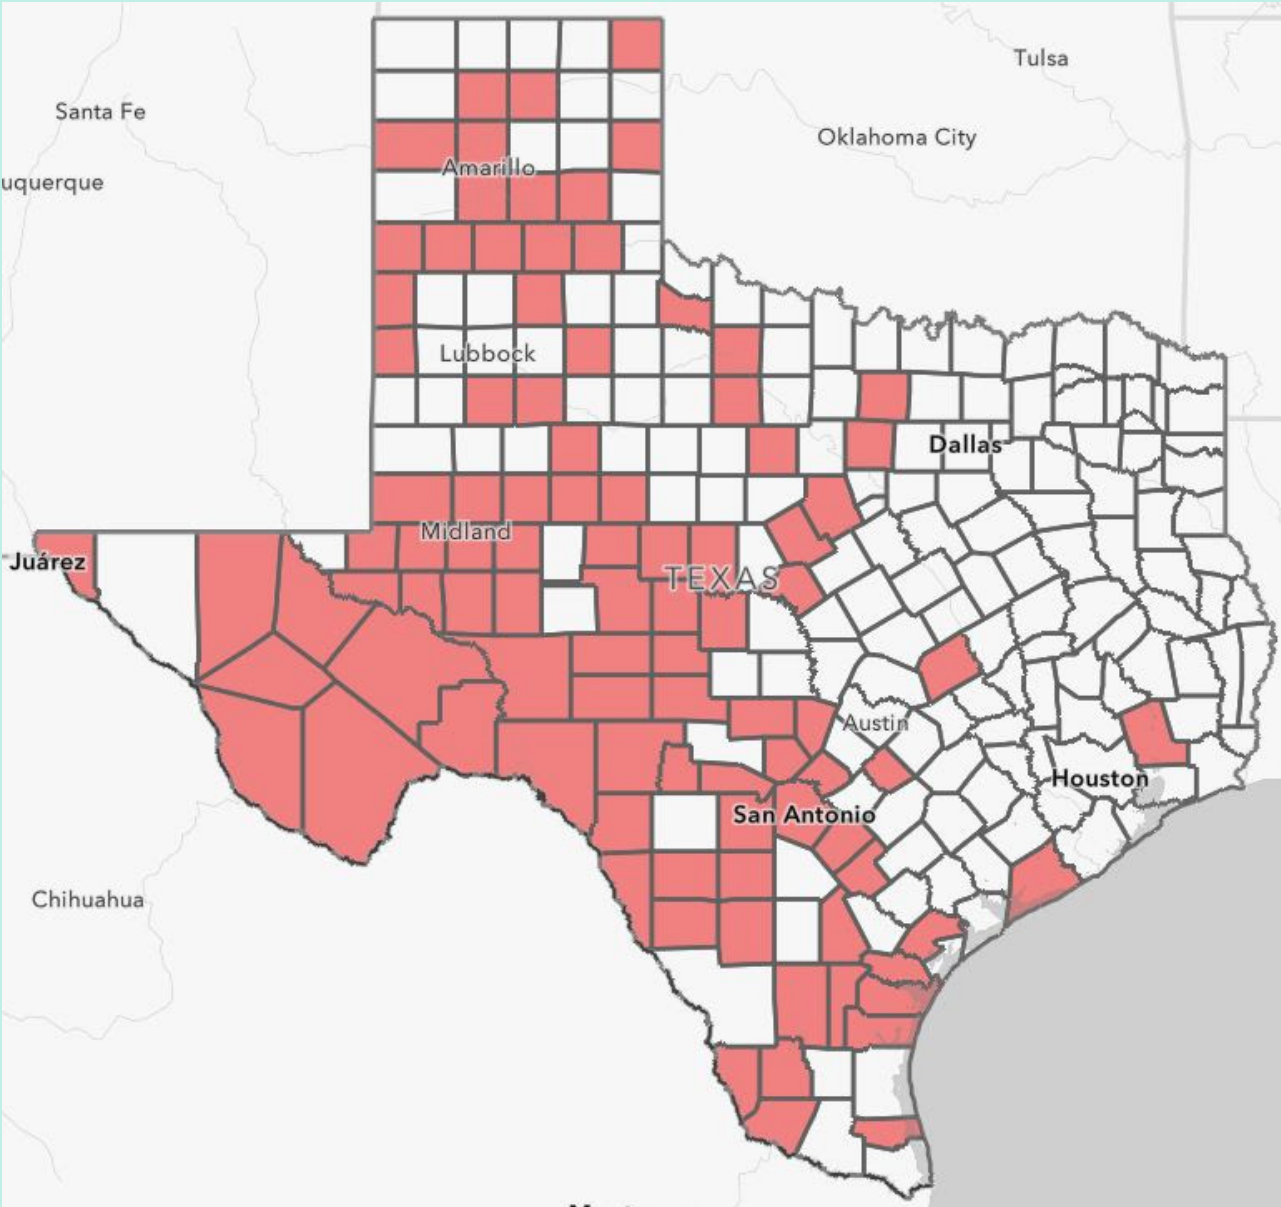 Tulsa
Santa Fe
Oklahoma City
Amarillo
uquerque
Lubbock
Dallas
Midland
Juárez
TEXAS
Austin
Houston
San Antonio
Chihuahua